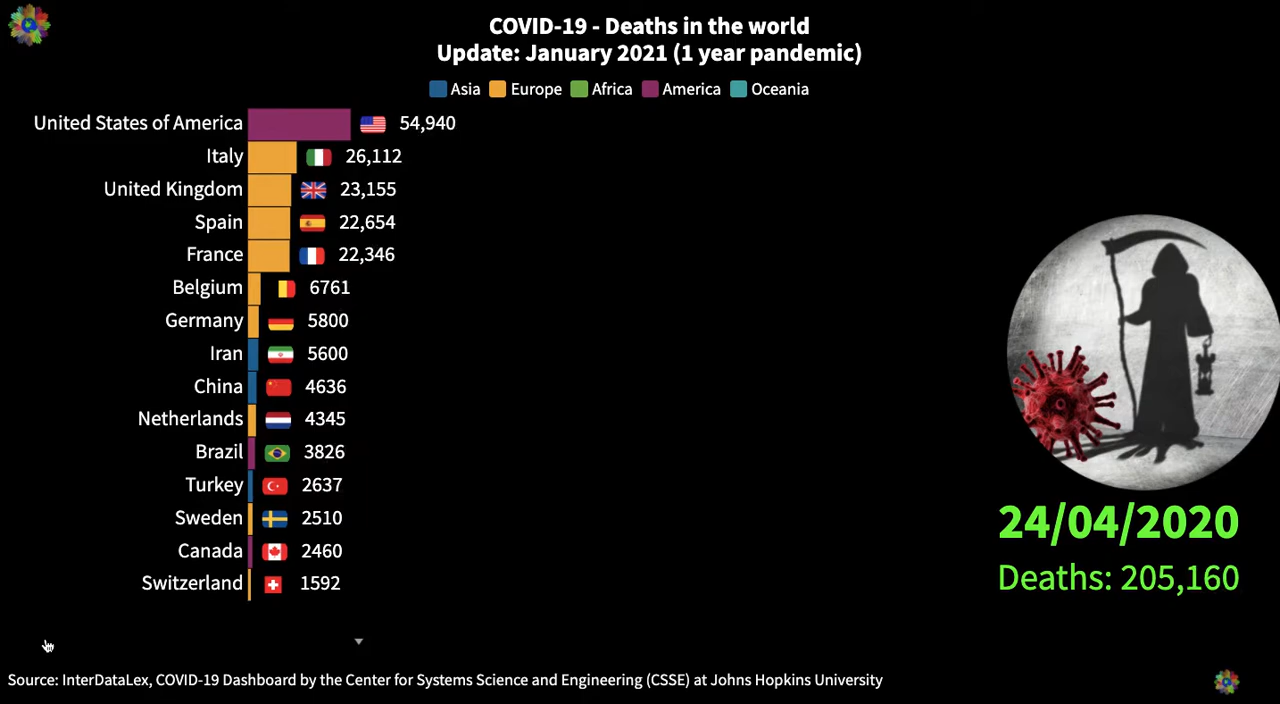 COVID-19 - Deaths in the world
Update: January 2021 (1 year pandemic)
Asia Europe Africa America Oceania
United States of America 54,940
Italy 26,112
United Kingdom 23,155
Spain 22,654
France 22,346
Belgium 6761
Germany 5800
Iran 5600
China 4636
Netherlands 4345
Brazil 3826
Turkey 2637
Sweden 2510
Canada 2460
Switzerland 1592
24/04/2020
Deaths: 205,160
Source: InterDataLex, COVID-19 Dashboard by the Center for Systems Science and Engineering (CSSE) at Johns Hopkins University